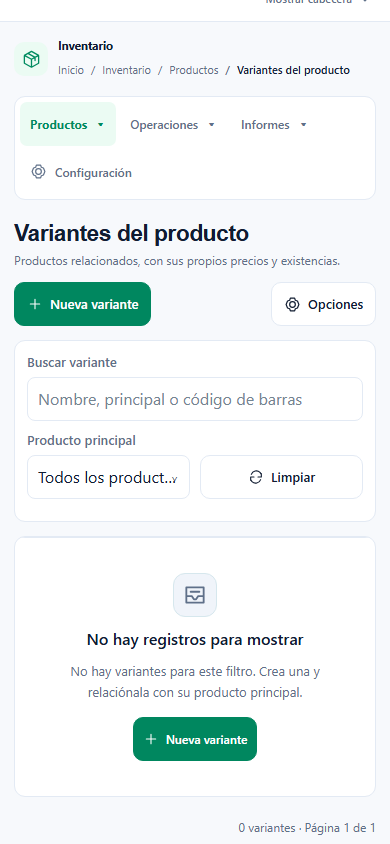 Mostrar cabecera
Inventario
Inicio / Inventario / Productos / Variantes del producto
Productos
Operaciones
Informes
Configuración
Variantes del producto
Productos relacionados, con sus propios precios y existencias.
Nueva variante
Opciones
Buscar variante
Nombre, principal o código de barras
Producto principal
Todos los product...
Limpiar
No hay registros para mostrar
No hay variantes para este filtro. Crea una y
relaciónala con su producto principal.
Nueva variante
0 variantes · Página 1 de 1